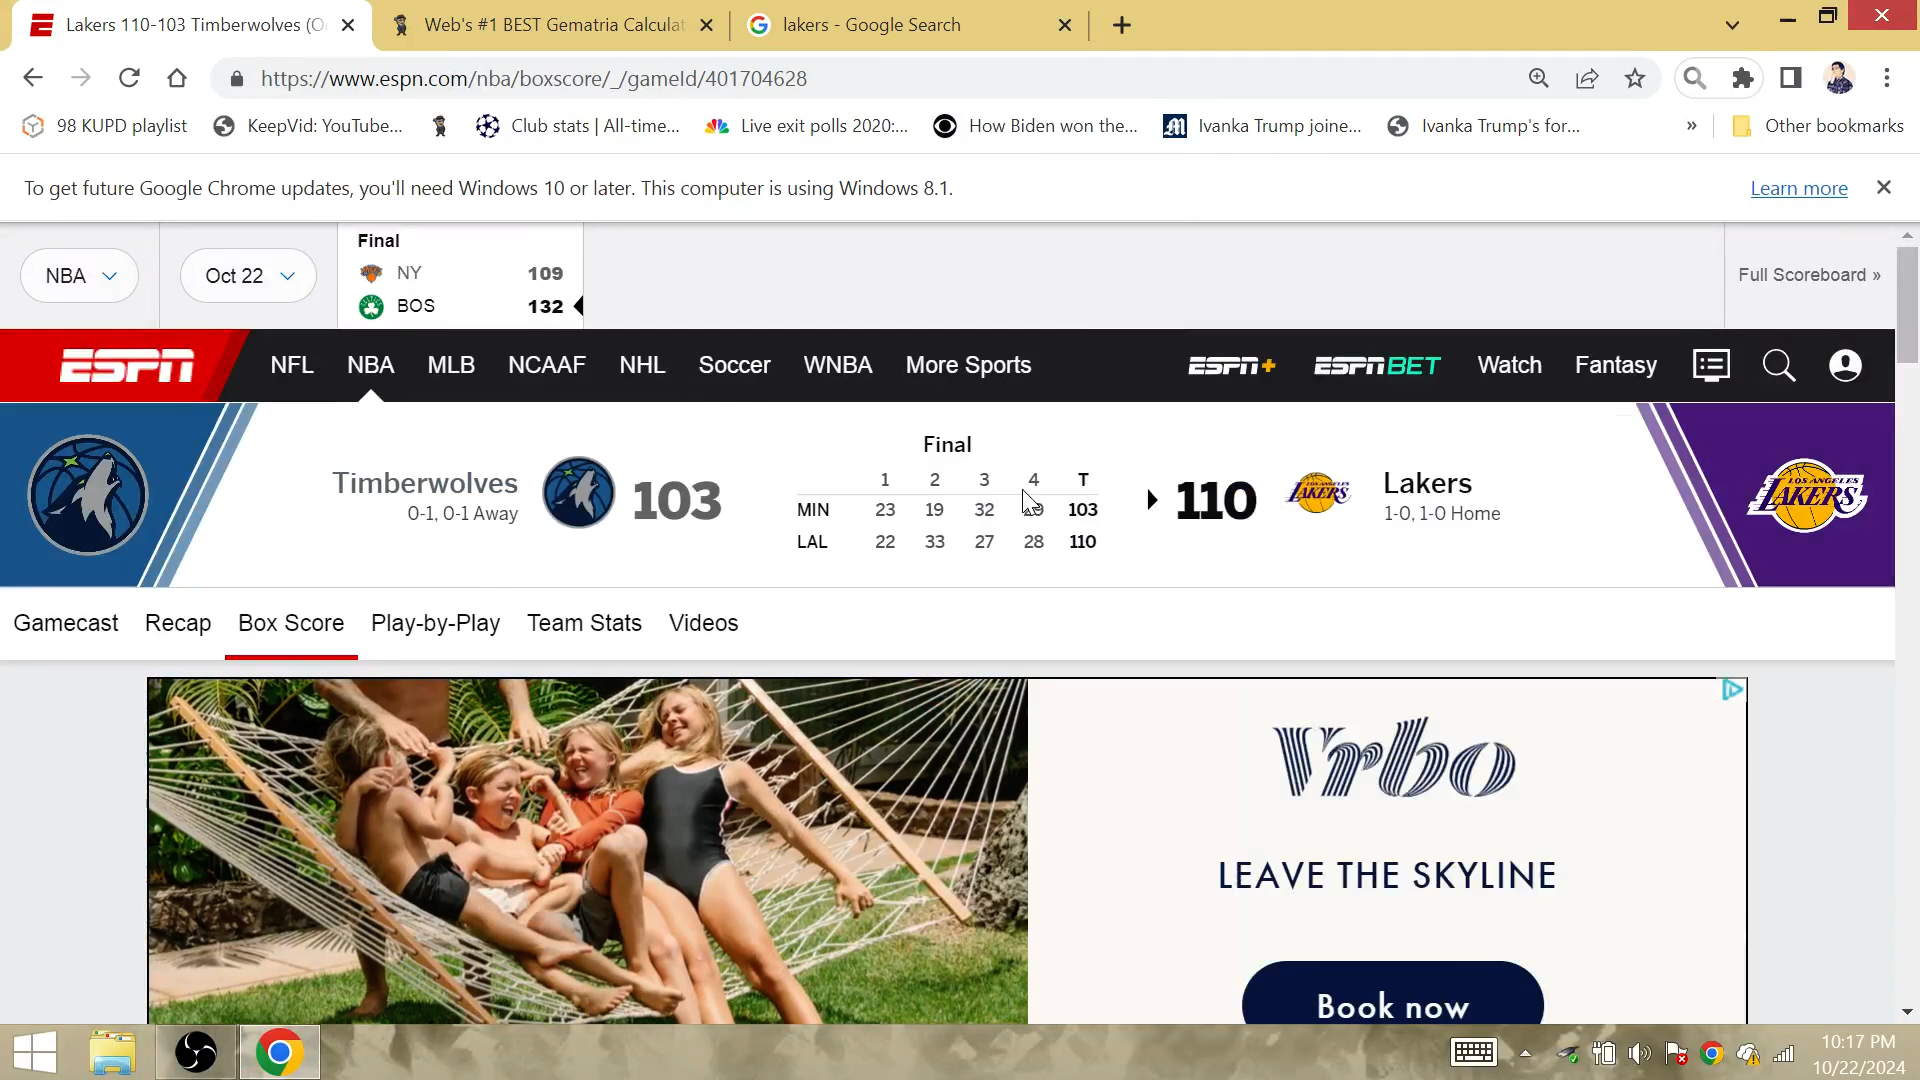 Lakers 110-103 Timberwolves (O
Web's #1 BEST Gematria Calculat
lakers - Google Search
https://www.espn.com/nba/boxscore/_/gameId/401704628
98 KUPD playlist
KeepVid: YouTube...
Club stats | All-time...
Live exit polls 2020:...
How Biden won the...
Ivanka Trump joine...
Ivanka Trump's for...
» Other bookmarks
To get future Google Chrome updates, you'll need Windows 10 or later. This computer is using Windows 8.1.
Learn more
NBA
Oct 22
Final
NY 109
BOS 132
Full Scoreboard »
ESPN
NFL NBA MLB NCAAF NHL Soccer WNBA More Sports
ESPN+ ESPN BET Watch Fantasy
Timberwolves
0-1, 0-1 Away
103
Final
1 2 3 4 T
MIN 23 19 32 103
LAL 22 33 27 28 110
110
LAKERS
Lakers
1-0, 1-0 Home
LOS ANGELES
LAKERS
Gamecast Recap Box Score Play-by-Play Team Stats Videos
Vrbo
LEAVE THE SKYLINE
Book now
10:17 PM
10/22/2024